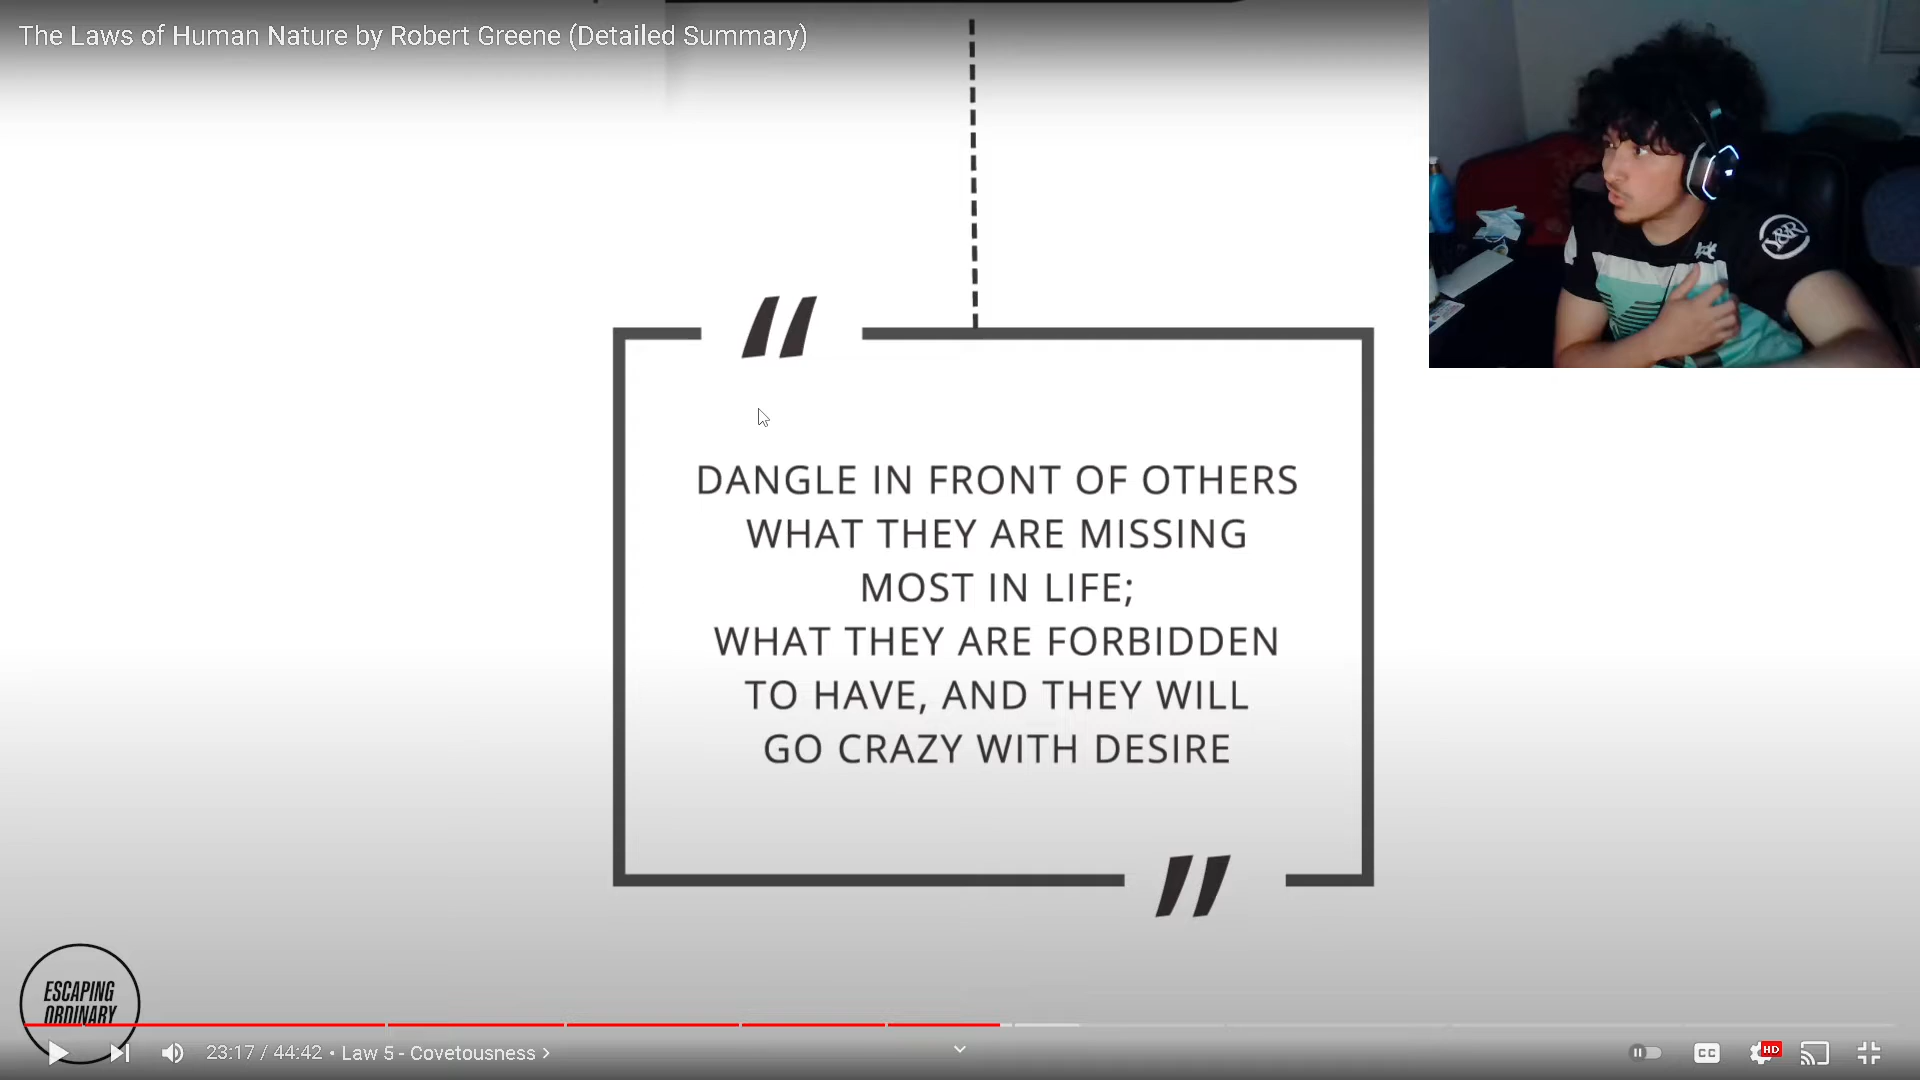 The Laws of Human Nature by Robert Greene (Detailed Summary)
Y&R
“
DANGLE IN FRONT OF OTHERS
WHAT THEY ARE MISSING
MOST IN LIFE;
WHAT THEY ARE FORBIDDEN
TO HAVE, AND THEY WILL
GO CRAZY WITH DESIRE
”
ESCAPING
ORDINARY
23:17 / 44:42 • Law 5 - Covetousness >
CC
HD